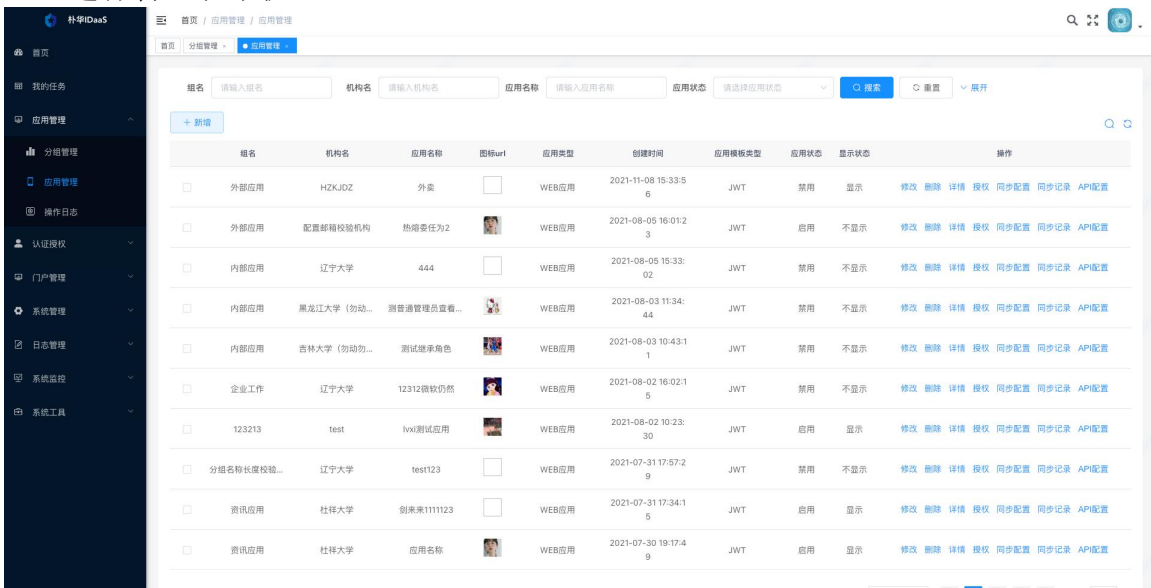 朴华IDaaS
首页 / 应用管理 / 应用管理
首页 分组管理 × 应用管理 ×
首页
我的任务
应用管理
分组管理
应用管理
操作日志
认证授权
门户管理
系统管理
日志管理
系统监控
系统工具
组名 请输入组名 机构名 请输入机构名 应用名称 请输入应用名称 应用状态 请选择应用状态 搜索 重置 展开
+ 新增
组名 机构名 应用名称 图标url 应用类型 创建时间 应用模板类型 应用状态 显示状态 操作
外部应用 HZKJDZ 外卖 WEB应用 2021-11-08 15:33:5
6 JWT 禁用 显示 修改 删除 详情 授权 同步配置 同步记录 API配置
外部应用 配置邮箱校验机构 热熔委任为2 WEB应用 2021-08-05 16:01:2
3 JWT 启用 不显示 修改 删除 详情 授权 同步配置 同步记录 API配置
内部应用 辽宁大学 444 WEB应用 2021-08-05 15:33:
02 JWT 禁用 不显示 修改 删除 详情 授权 同步配置 同步记录 API配置
内部应用 黑龙江大学（勿动... 测普通管理员查看... WEB应用 2021-08-03 11:34:
44 JWT 禁用 不显示 修改 删除 详情 授权 同步配置 同步记录 API配置
内部应用 吉林大学（勿动勿... 测试继承角色 WEB应用 2021-08-03 10:43:1
1 JWT 禁用 不显示 修改 删除 详情 授权 同步配置 同步记录 API配置
企业工作 辽宁大学 12312微软仍然 WEB应用 2021-08-02 16:02:1
5 JWT 禁用 不显示 修改 删除 详情 授权 同步配置 同步记录 API配置
123213 test lvxi测试应用 WEB应用 2021-08-02 10:23:
30 JWT 启用 显示 修改 删除 详情 授权 同步配置 同步记录 API配置
分组名称长度校验... 辽宁大学 test123 WEB应用 2021-07-31 17:57:2
9 JWT 禁用 不显示 修改 删除 详情 授权 同步配置 同步记录 API配置
资讯应用 杜祥大学 剑来来1111123 WEB应用 2021-07-31 17:34:1
5 JWT 启用 显示 修改 删除 详情 授权 同步配置 同步记录 API配置
资讯应用 杜祥大学 应用名称 WEB应用 2021-07-30 19:17:4
9 JWT 启用 显示 修改 删除 详情 授权 同步配置 同步记录 API配置